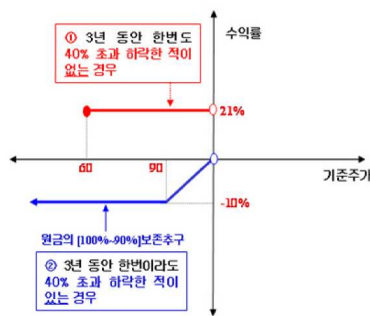 수익률
① 3년 동안 한번도
40% 초과 하락한 적이
없는 경우
21%
60
90
기준주가
-10%
원금의 [100%~90%]보존추구
② 3년 동안 한번이라도
40% 초과 하락한 적이
있는 경우